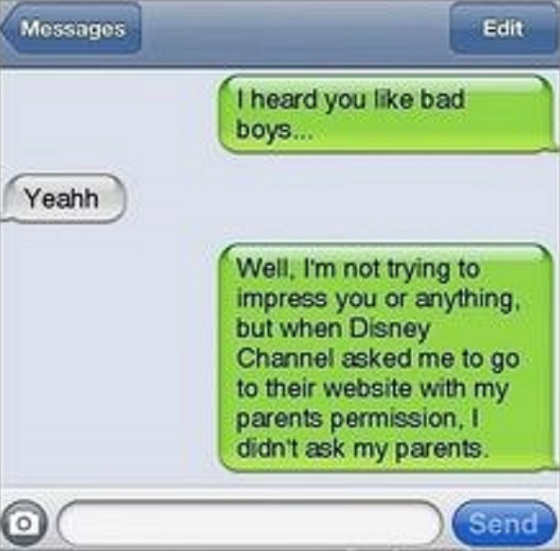 Messages
Edit
I heard you like bad
boys...
Yeahh
Well, I'm not trying to
impress you or anything,
but when Disney
Channel asked me to go
to their website with my
parents permission, I
didn't ask my parents.
Send